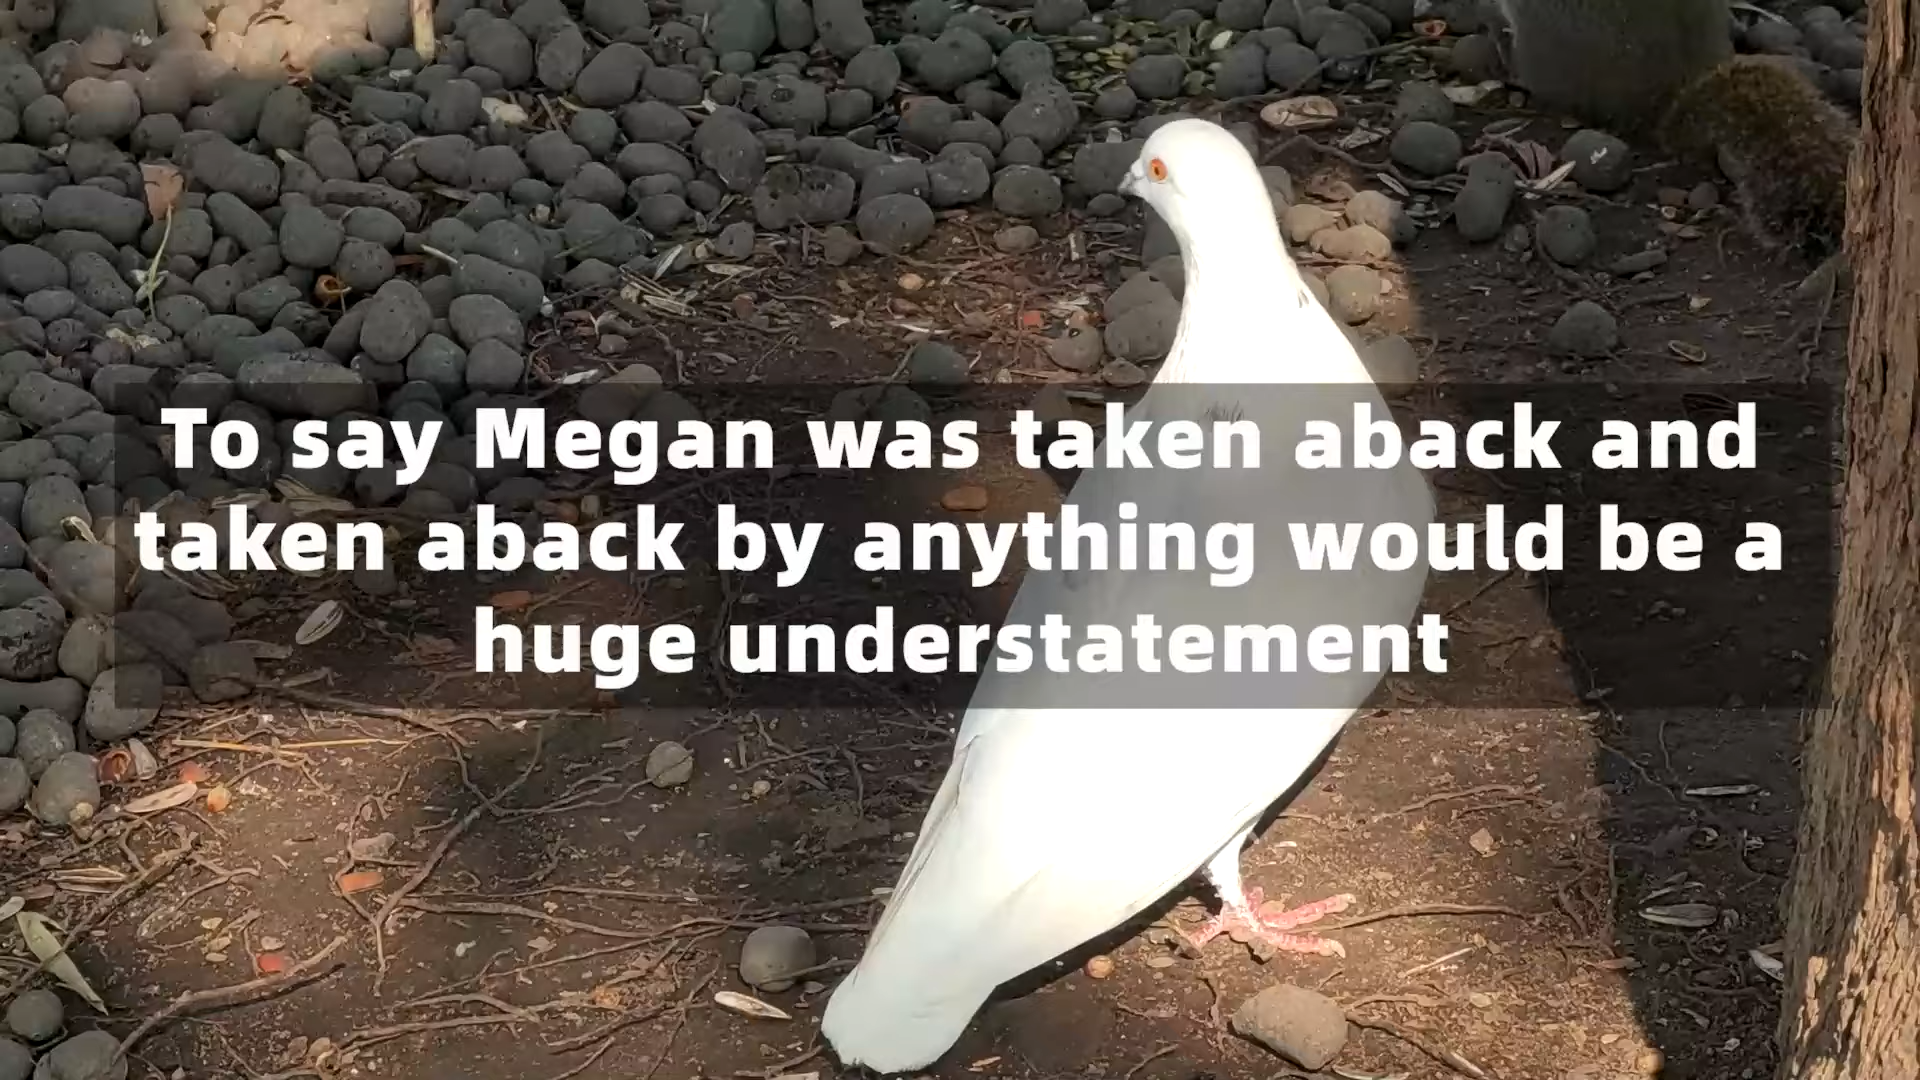 To say Megan was taken aback and
taken aback by anything would be a
huge understatement